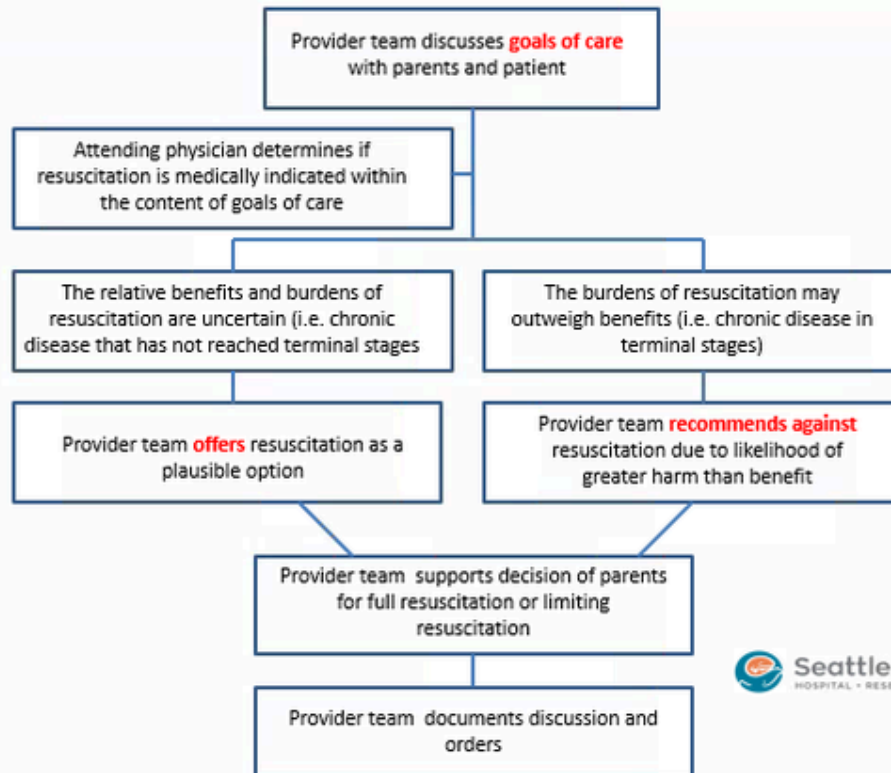 Provider team discusses goals of care
with parents and patient
Attending physician determines if
resuscitation is medically indicated within
the content of goals of care
The relative benefits and burdens of
resuscitation are uncertain (i.e. chronic
disease that has not reached terminal stages
The burdens of resuscitation may
outweigh benefits (i.e. chronic disease in
terminal stages)
Provider team offers resuscitation as a
plausible option
Provider team recommends against
resuscitation due to likelihood of
greater harm than benefit
Provider team supports decision of parents
for full resuscitation or limiting
resuscitation
Seattle
HOSPITAL • RESE
Provider team documents discussion and
orders